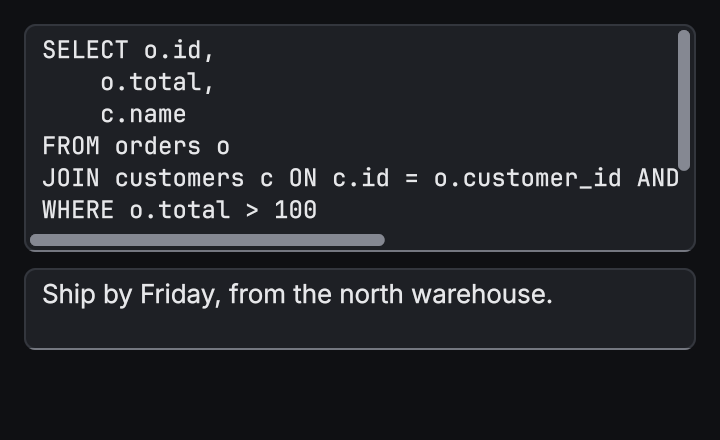 SELECT o.id,
    o.total,
    c.name
FROM orders o
JOIN customers c ON c.id = o.customer_id AND
WHERE o.total > 100
Ship by Friday, from the north warehouse.